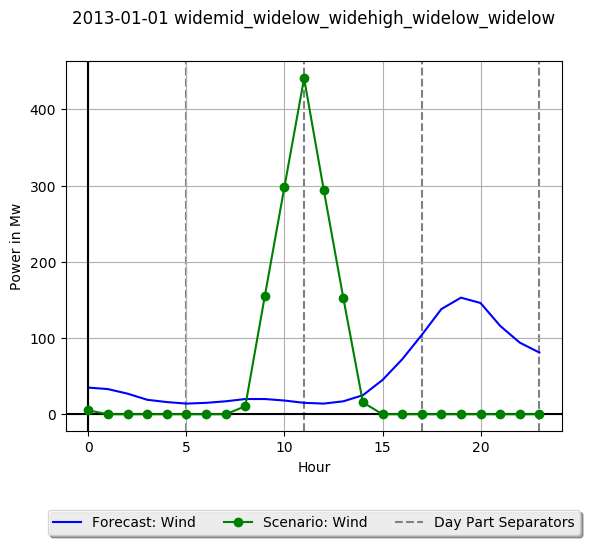 2013-01-01 widemid_widelow_widehigh_widelow_widelow
Power in Mw
400
300
200
100
0
0 5 10 15 20
Hour
Forecast: Wind Scenario: Wind Day Part Separators